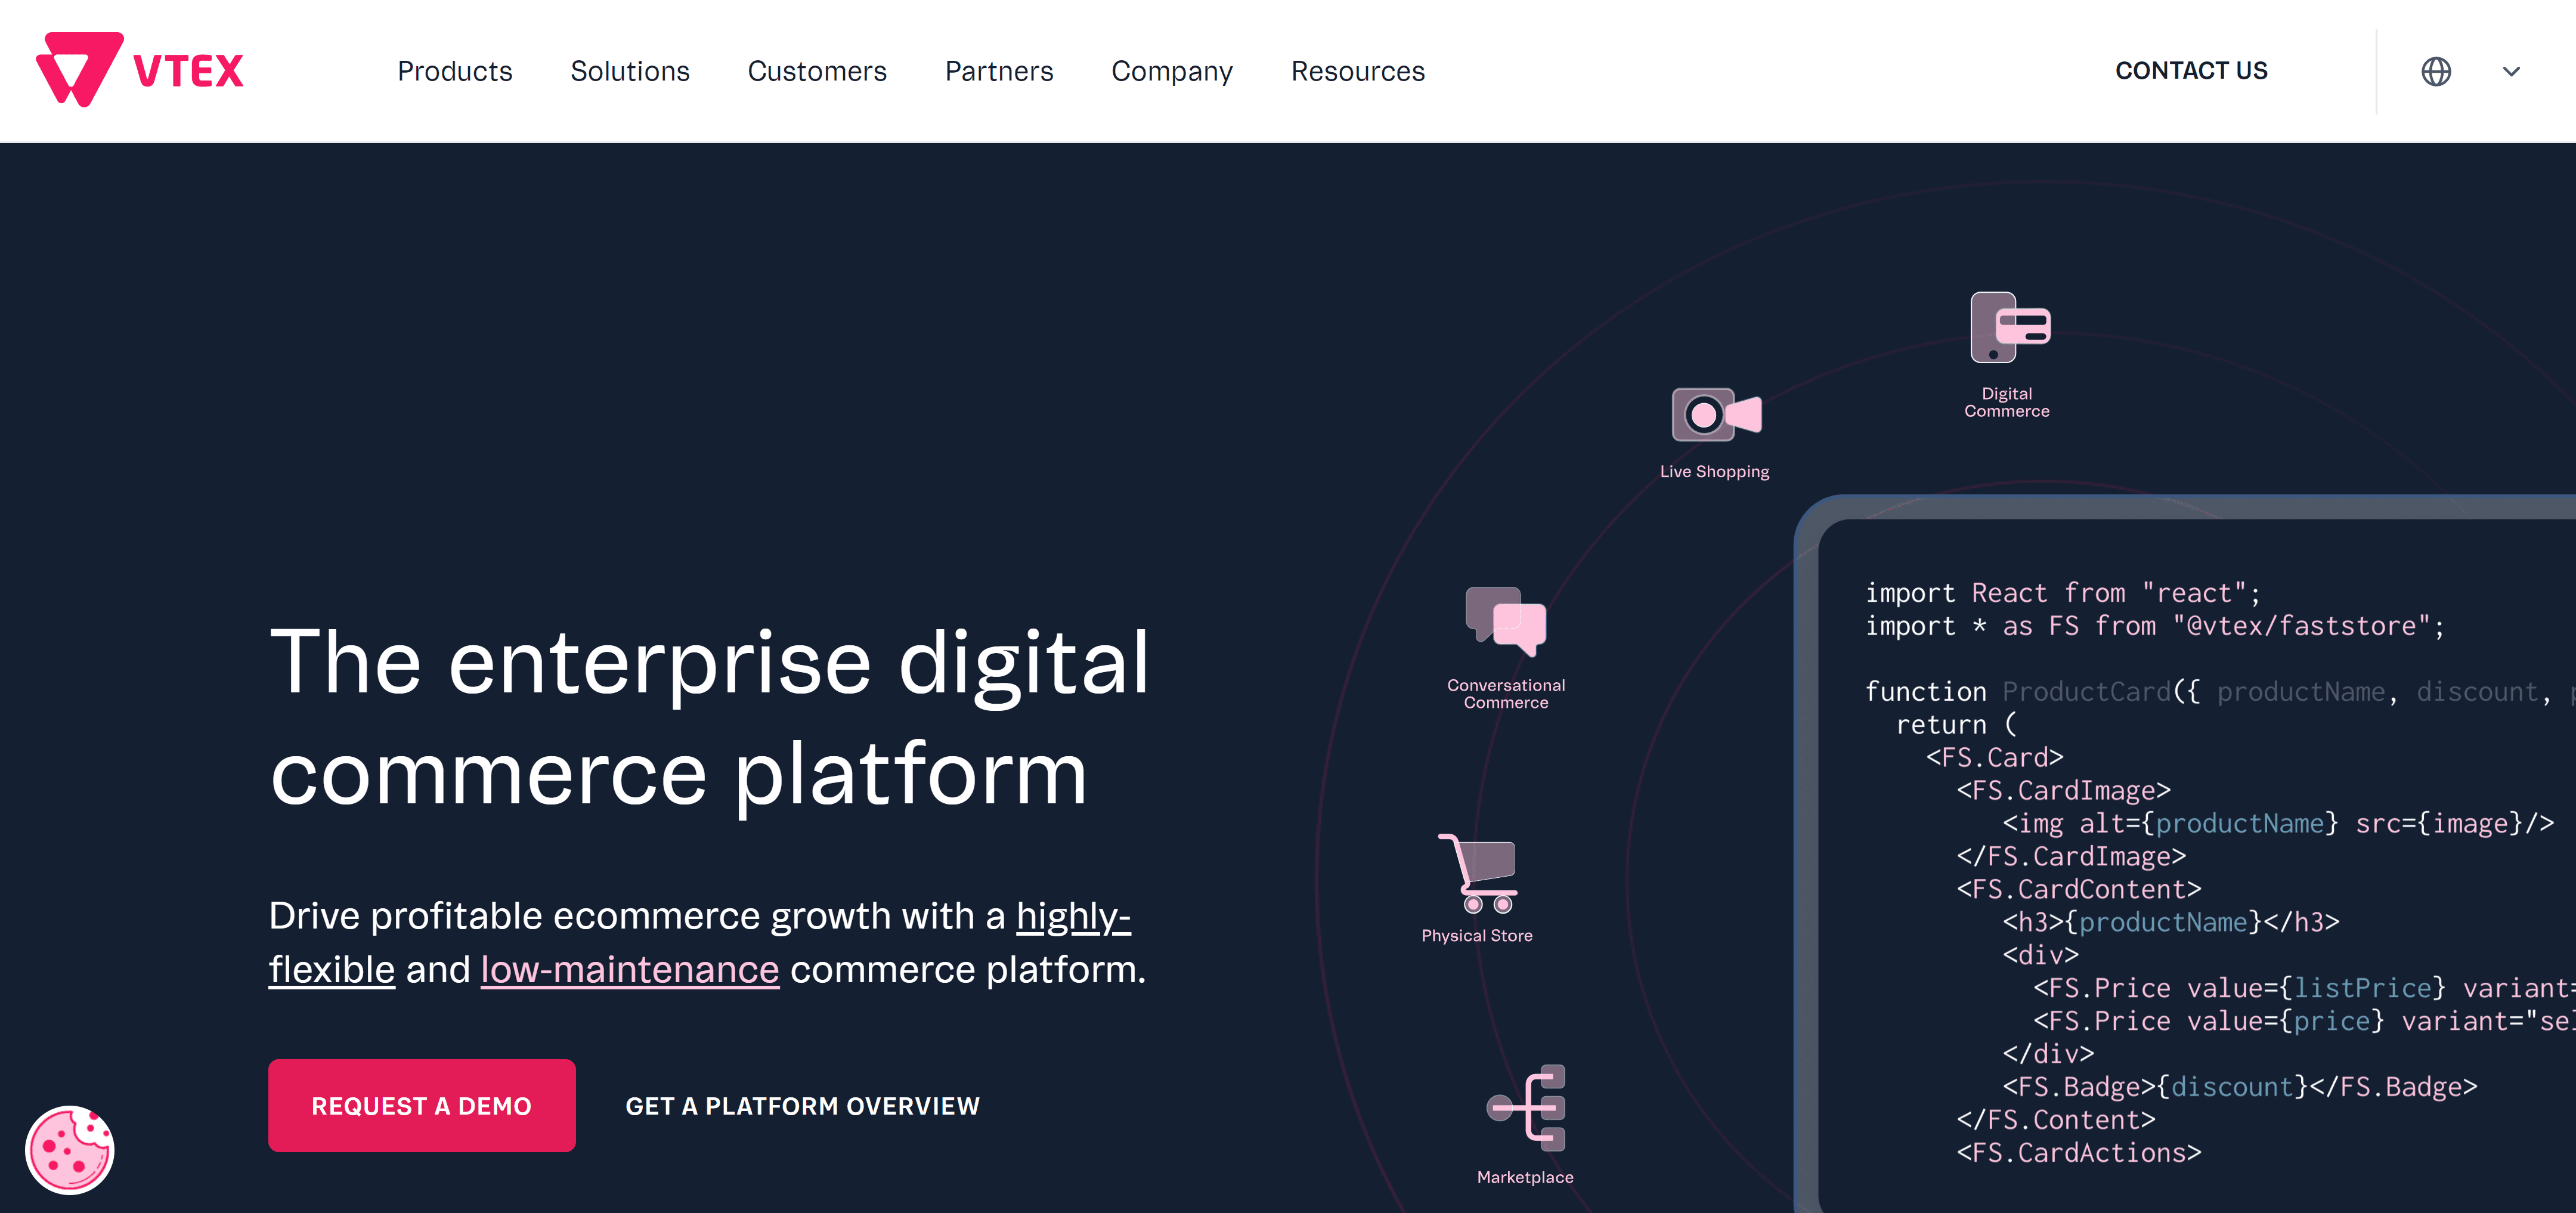 VTEX
Products
Solutions
Customers
Partners
Company
Resources
CONTACT US
The enterprise digital
commerce platform
Drive profitable ecommerce growth with a highly-
flexible and low-maintenance commerce platform.
REQUEST A DEMO
GET A PLATFORM OVERVIEW
Digital
Commerce
Live Shopping
Conversational
Commerce
Physical Store
Marketplace
import React from "react";
import * as FS from "@vtex/faststore";
function ProductCard({ productName, discount,
return (
<FS.Card>
<FS.CardImage>
<img alt={productName} src={image}/>
</FS.CardImage>
<FS.CardContent>
<h3>{productName}</h3>
<div>
<FS.Price value={listPrice} variant=
<FS.Price value={price} variant="se
</div>
<FS.Badge>{discount}</FS.Badge>
</FS.Content>
<FS.CardActions>